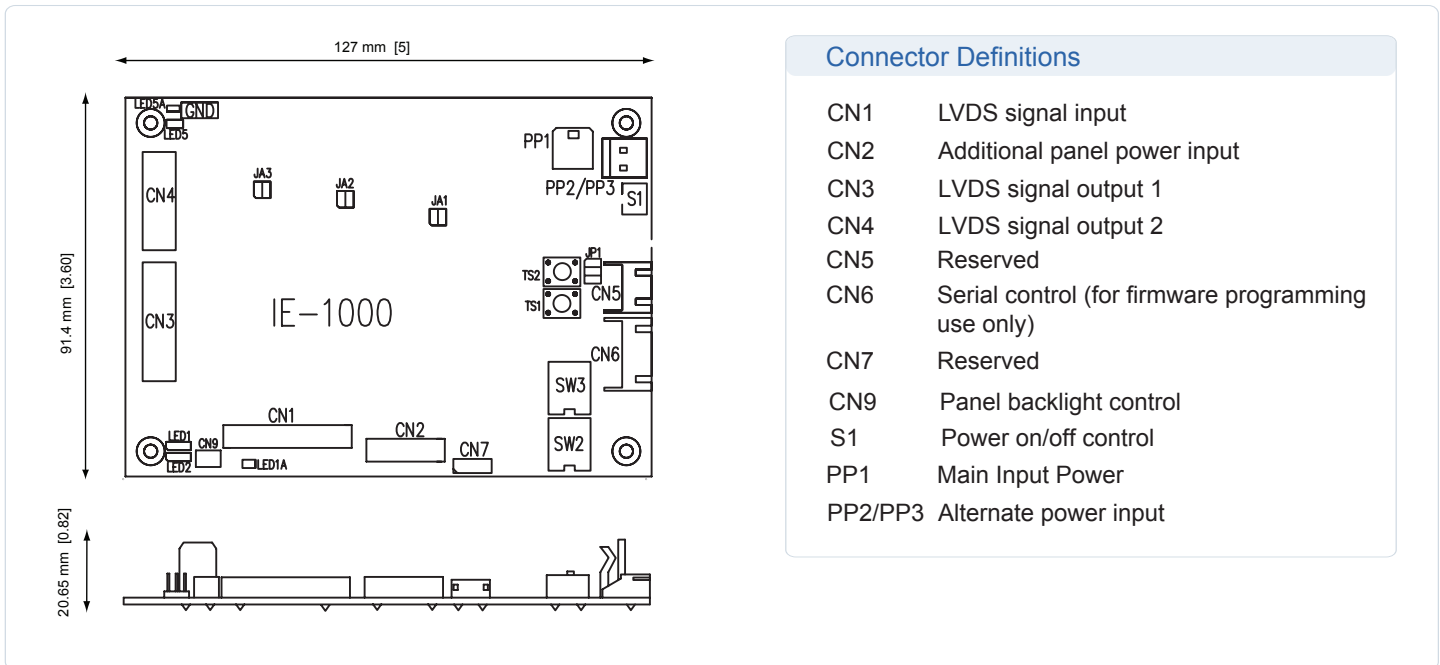 127 mm  [5]
91.4 mm  [3.60]
LED5A
GND
LED5
CN4
JA3
JA2
JA1
PP1
PP2/PP3
S1
JP1
TS2
CN5
TS1
CN3
IE-1000
CN6
SW3
CN1
CN2
SW2
LED1
CN9
CN7
LED2
LED1A
20.65 mm  [0.82]
Connector Definitions
CN1 LVDS signal input
CN2 Additional panel power input
CN3 LVDS signal output 1
CN4 LVDS signal output 2
CN5 Reserved
CN6 Serial control (for firmware programming
use only)
CN7 Reserved
CN9 Panel backlight control
S1 Power on/off control
PP1 Main Input Power
PP2/PP3 Alternate power input